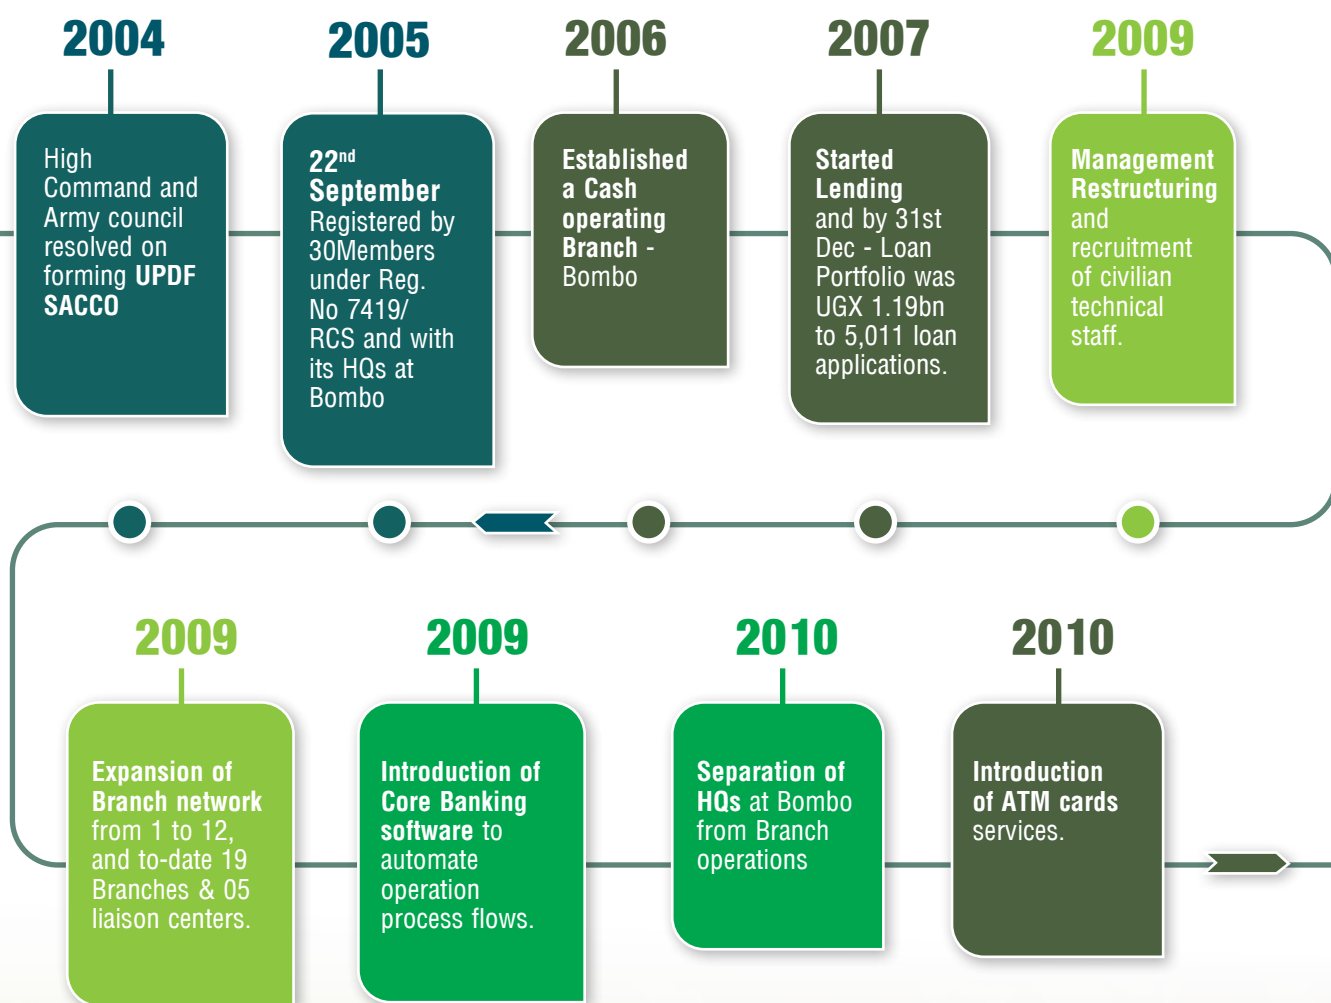 2004
High
Command and
Army council
resolved on
forming UPDF
SACCO
2005
22nd
September
Registered by
30Members
under Reg.
No 7419/
RCS and with
its HQs at
Bombo
2006
Established
a Cash
operating
Branch -
Bombo
2007
Started
Lending
and by 31st
Dec - Loan
Portfolio was
UGX 1.19bn
to 5,011 loan
applications.
2009
Management
Restructuring
and
recruitment
of civilian
technical
staff.
2009
Expansion of
Branch network
from 1 to 12,
and to-date 19
Branches & 05
liaison centers.
2009
Introduction of
Core Banking
software to
automate
operation
process flows.
2010
Separation of
HQs at Bombo
from Branch
operations
2010
Introduction
of ATM cards
services.